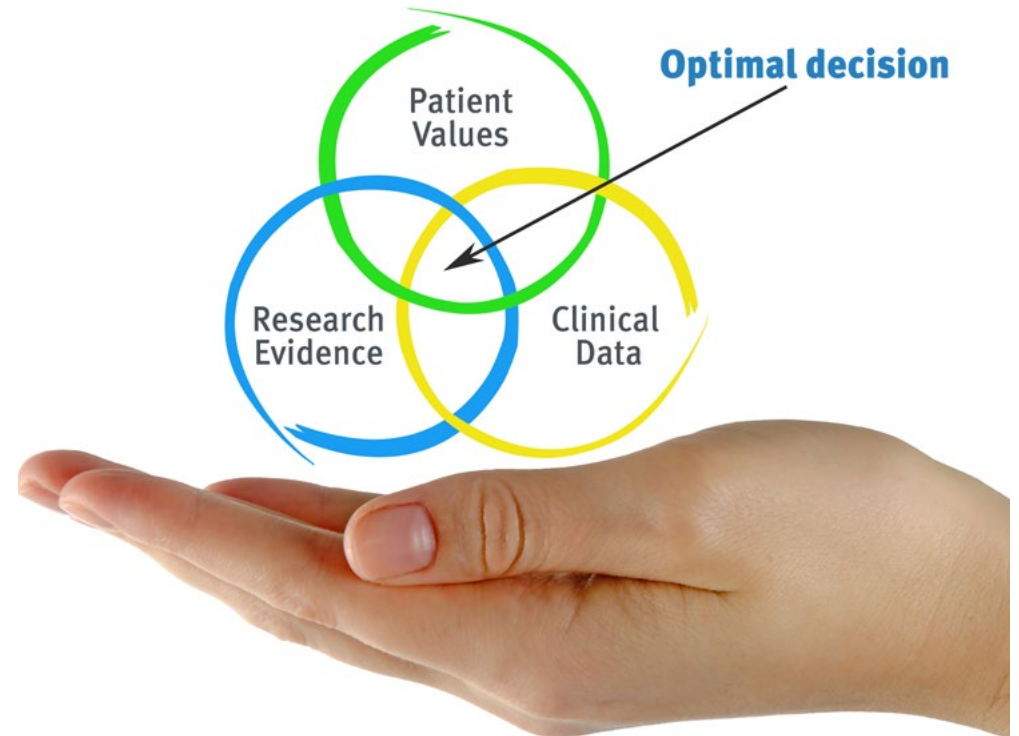 Optimal decision
Patient
Values
Research
Evidence
Clinical
Data